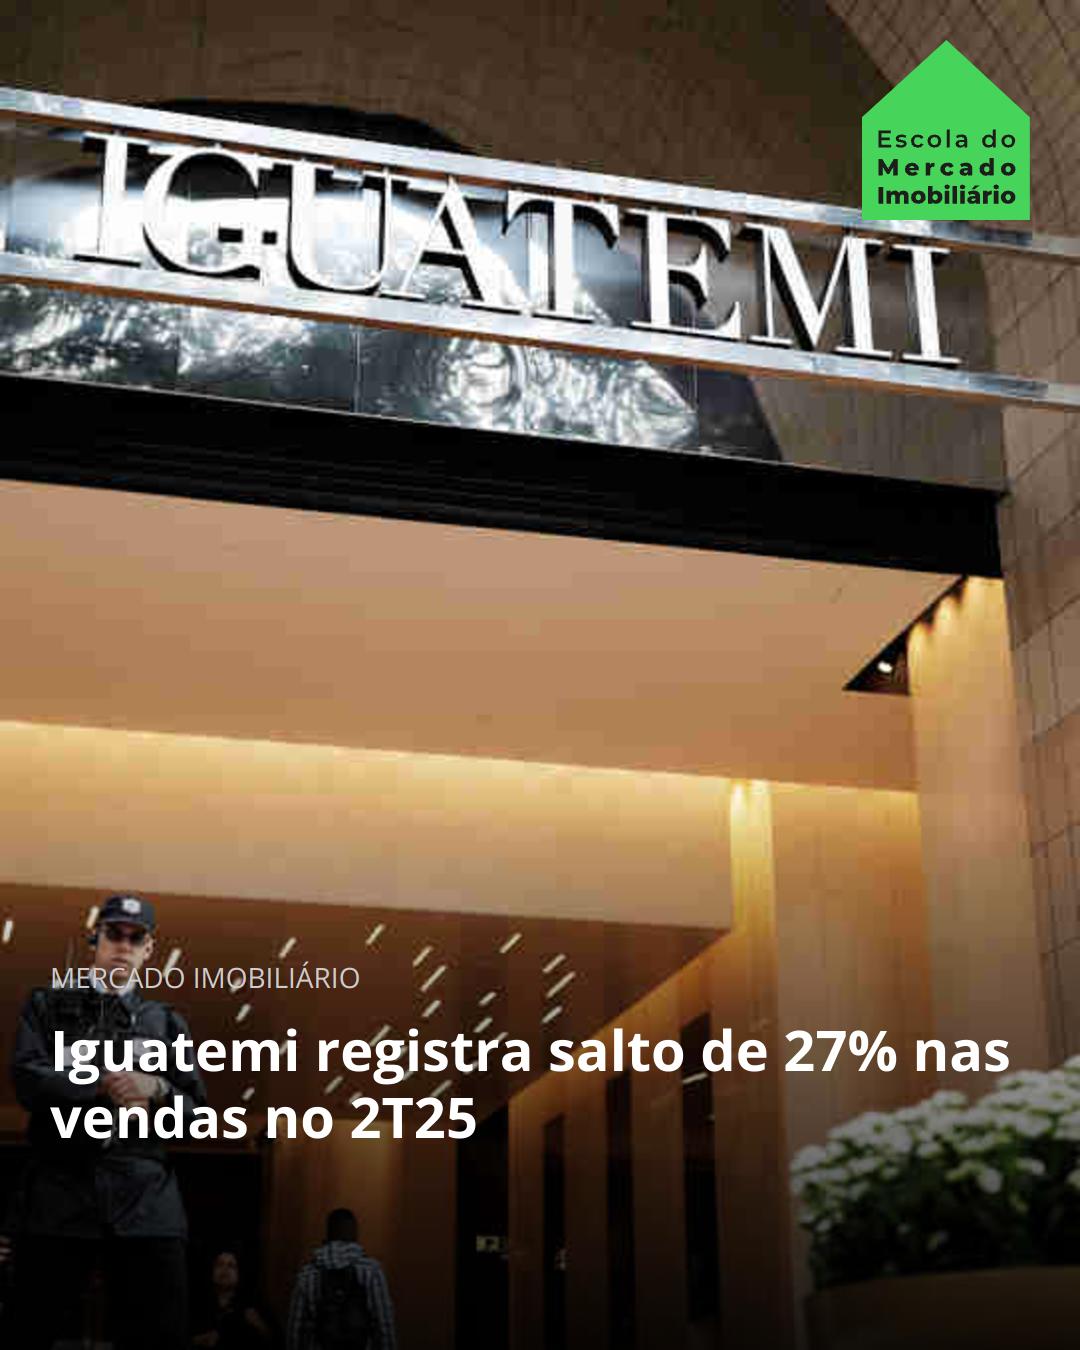 IGUATEMI
Escola do
Mercado
Imobiliário
MERCADO IMOBILIÁRIO
Iguatemi registra salto de 27% nas
vendas no 2T25